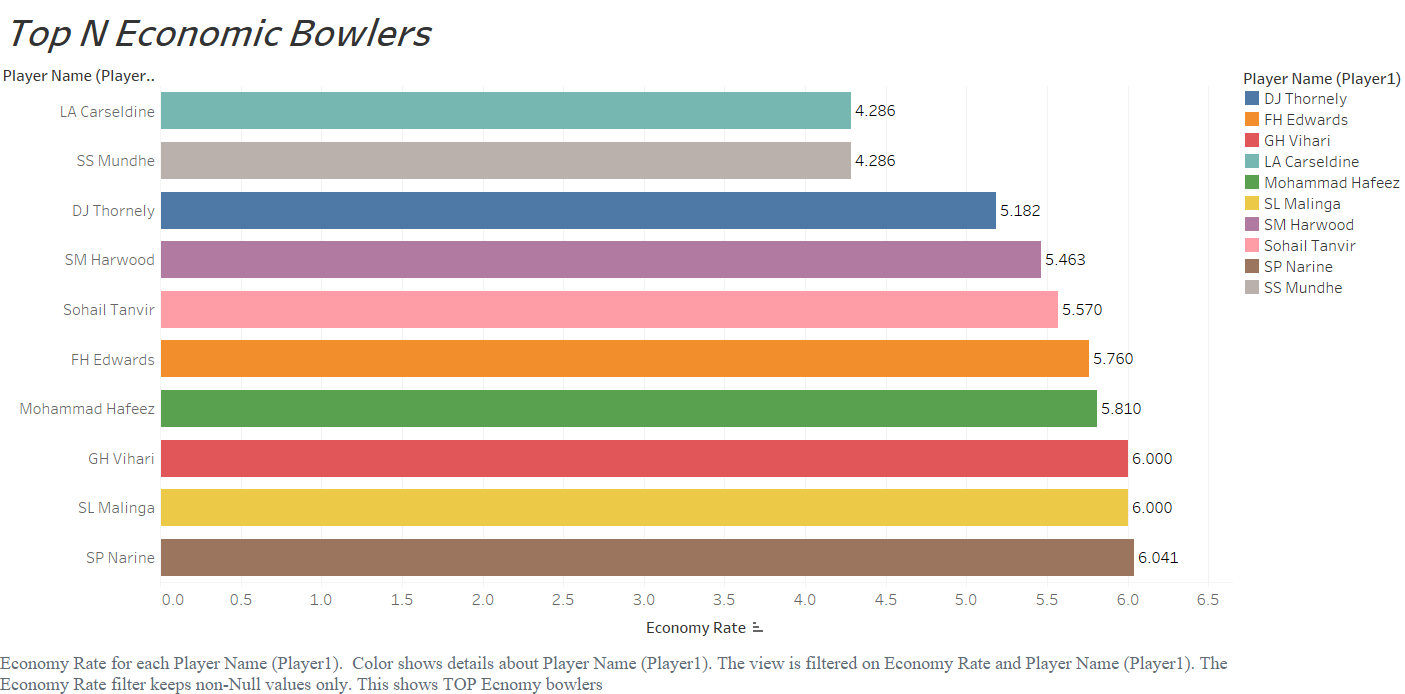 Top N Economic Bowlers
Player Name (Player..
LA Carseldine 4.286
SS Mundhe 4.286
DJ Thornely 5.182
SM Harwood 5.463
Sohail Tanvir 5.570
FH Edwards 5.760
Mohammad Hafeez 5.810
GH Vihari 6.000
SL Malinga 6.000
SP Narine 6.041
0.0 0.5 1.0 1.5 2.0 2.5 3.0 3.5 4.0 4.5 5.0 5.5 6.0 6.5
Economy Rate
Player Name (Player1)
DJ Thornely
FH Edwards
GH Vihari
LA Carseldine
Mohammad Hafeez
SL Malinga
SM Harwood
Sohail Tanvir
SP Narine
SS Mundhe
Economy Rate for each Player Name (Player1).  Color shows details about Player Name (Player1). The view is filtered on Economy Rate and Player Name (Player1). The
Economy Rate filter keeps non-Null values only. This shows TOP Ecnomy bowlers